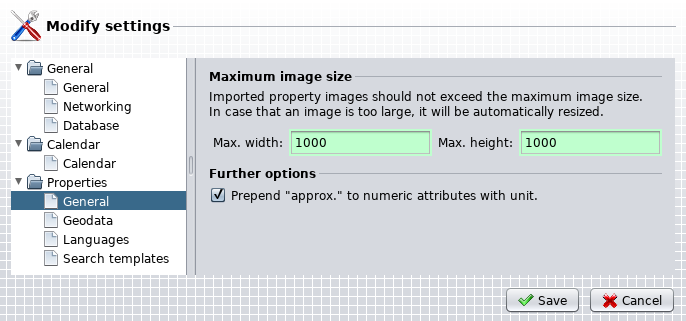 Modify settings
General
General
Networking
Database
Calendar
Calendar
Properties
General
Geodata
Languages
Search templates
Maximum image size
Imported property images should not exceed the maximum image size.
In case that an image is too large, it will be automatically resized.
Max. width: 1000 Max. height: 1000
Further options
Prepend "approx." to numeric attributes with unit.
Save Cancel